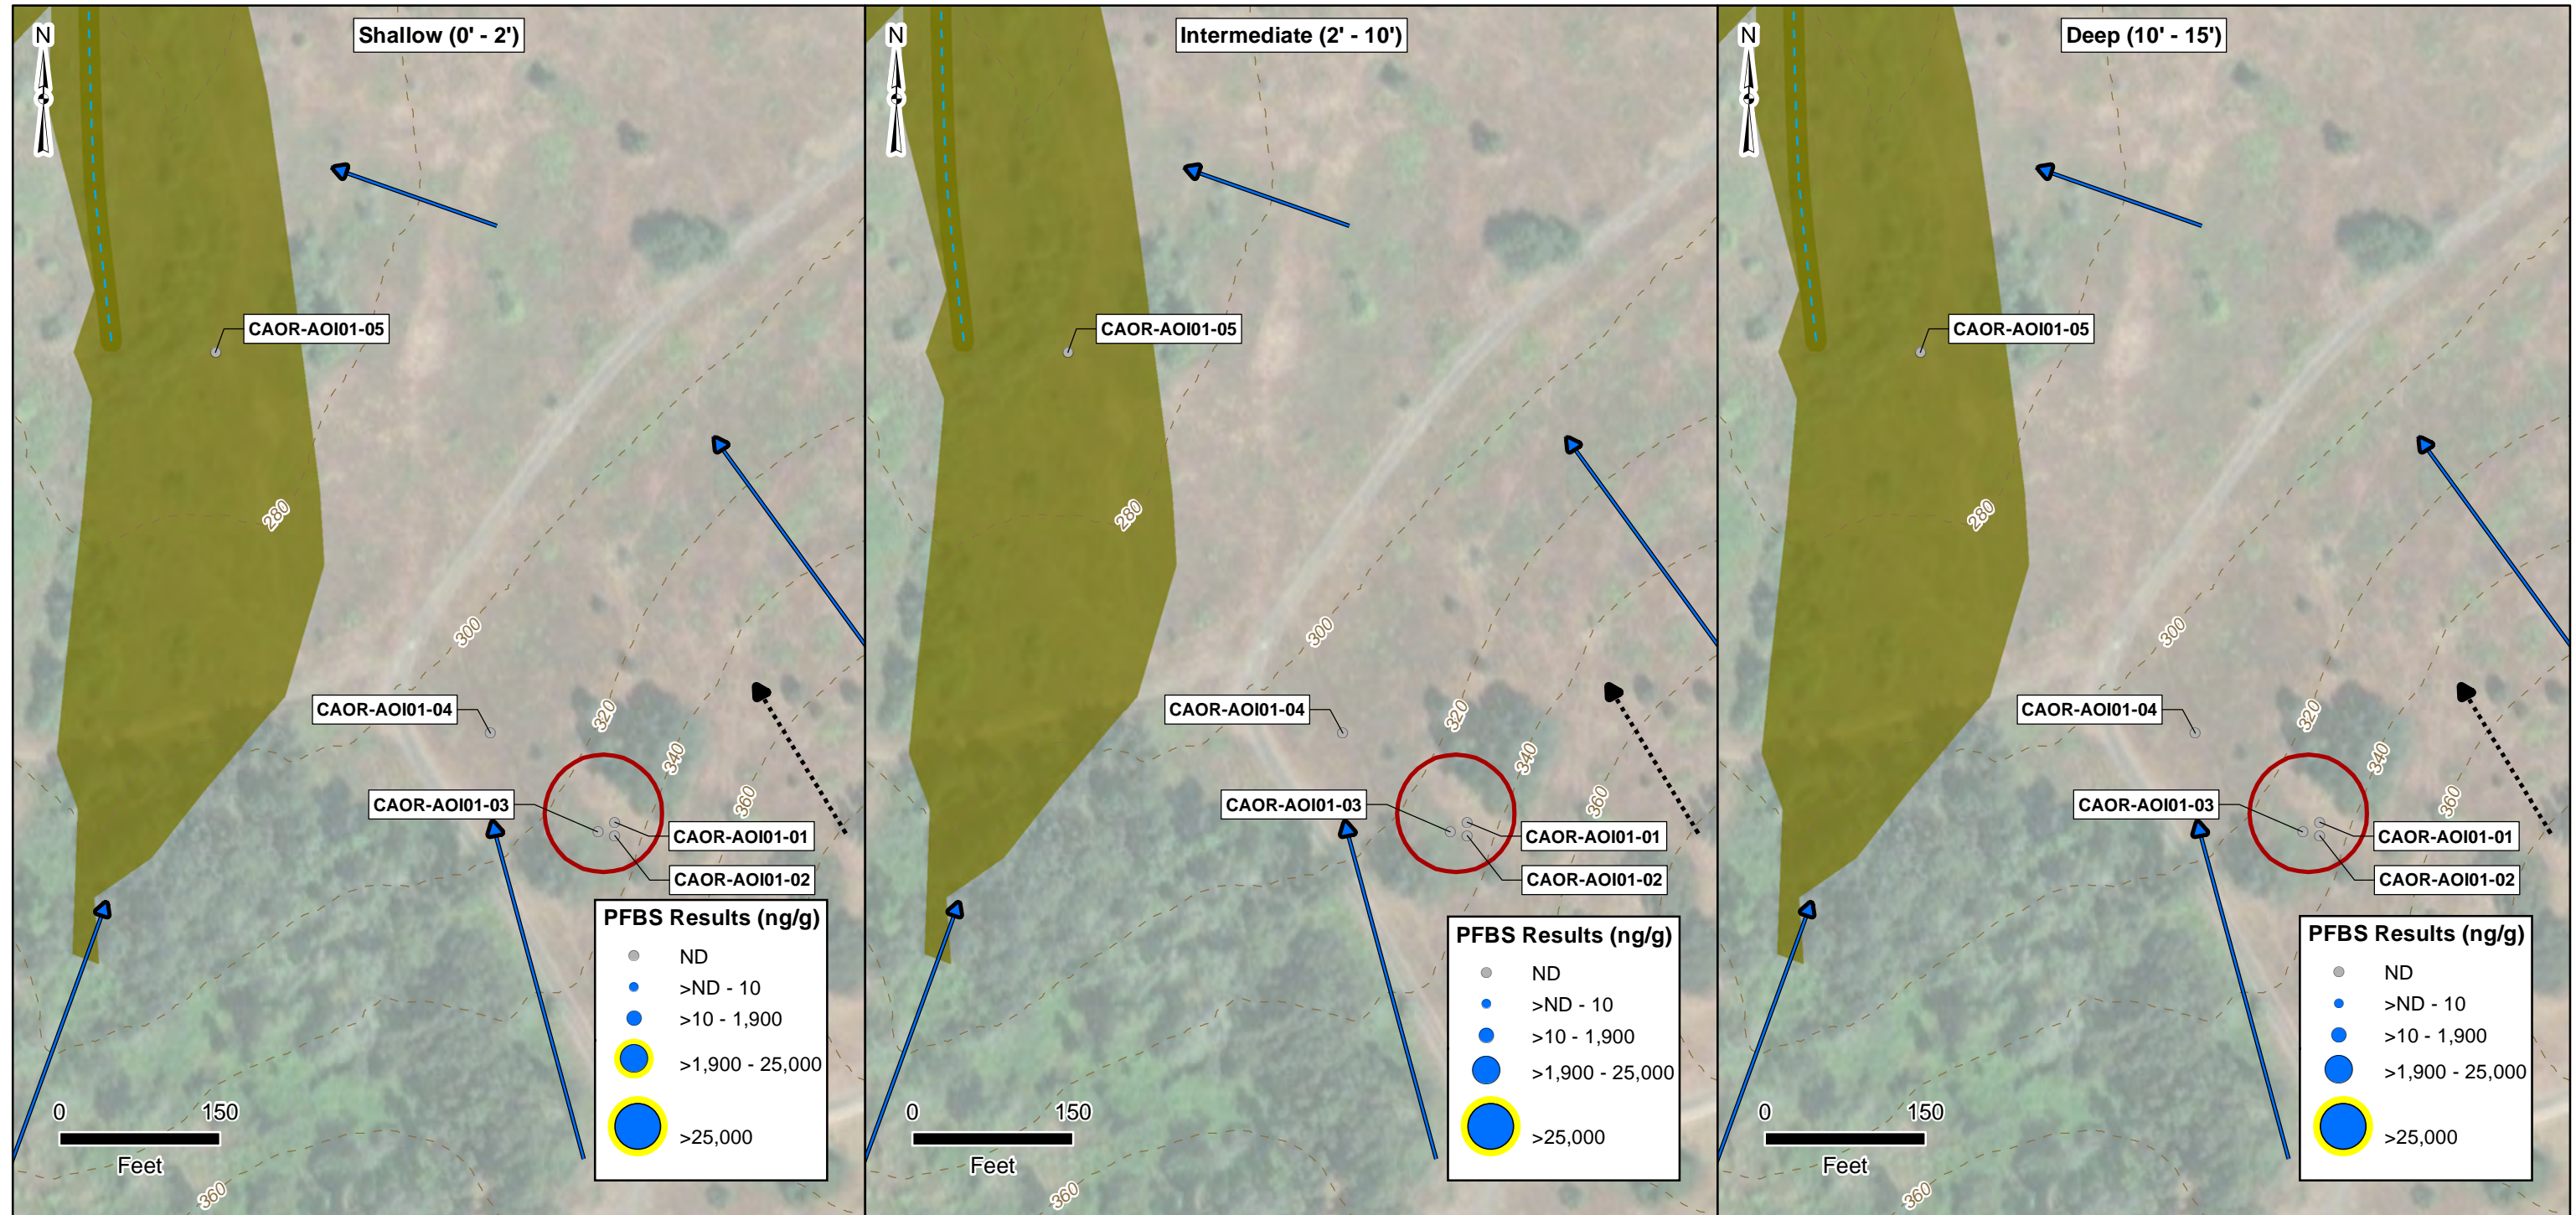 N
Shallow (0' - 2')
CAOR-AOI01-05
280
300
CAOR-AOI01-04
320
340
360
CAOR-AOI01-03
CAOR-AOI01-01
CAOR-AOI01-02
PFBS Results (ng/g)
ND
>ND - 10
>10 - 1,900
>1,900 - 25,000
>25,000
0 150
Feet
360
N
Intermediate (2' - 10')
CAOR-AOI01-05
280
300
CAOR-AOI01-04
320
340
360
CAOR-AOI01-03
CAOR-AOI01-01
CAOR-AOI01-02
PFBS Results (ng/g)
ND
>ND - 10
>10 - 1,900
>1,900 - 25,000
>25,000
0 150
Feet
360
N
Deep (10' - 15')
CAOR-AOI01-05
280
300
CAOR-AOI01-04
320
340
360
CAOR-AOI01-03
CAOR-AOI01-01
CAOR-AOI01-02
PFBS Results (ng/g)
ND
>ND - 10
>10 - 1,900
>1,900 - 25,000
>25,000
0 150
Feet
360